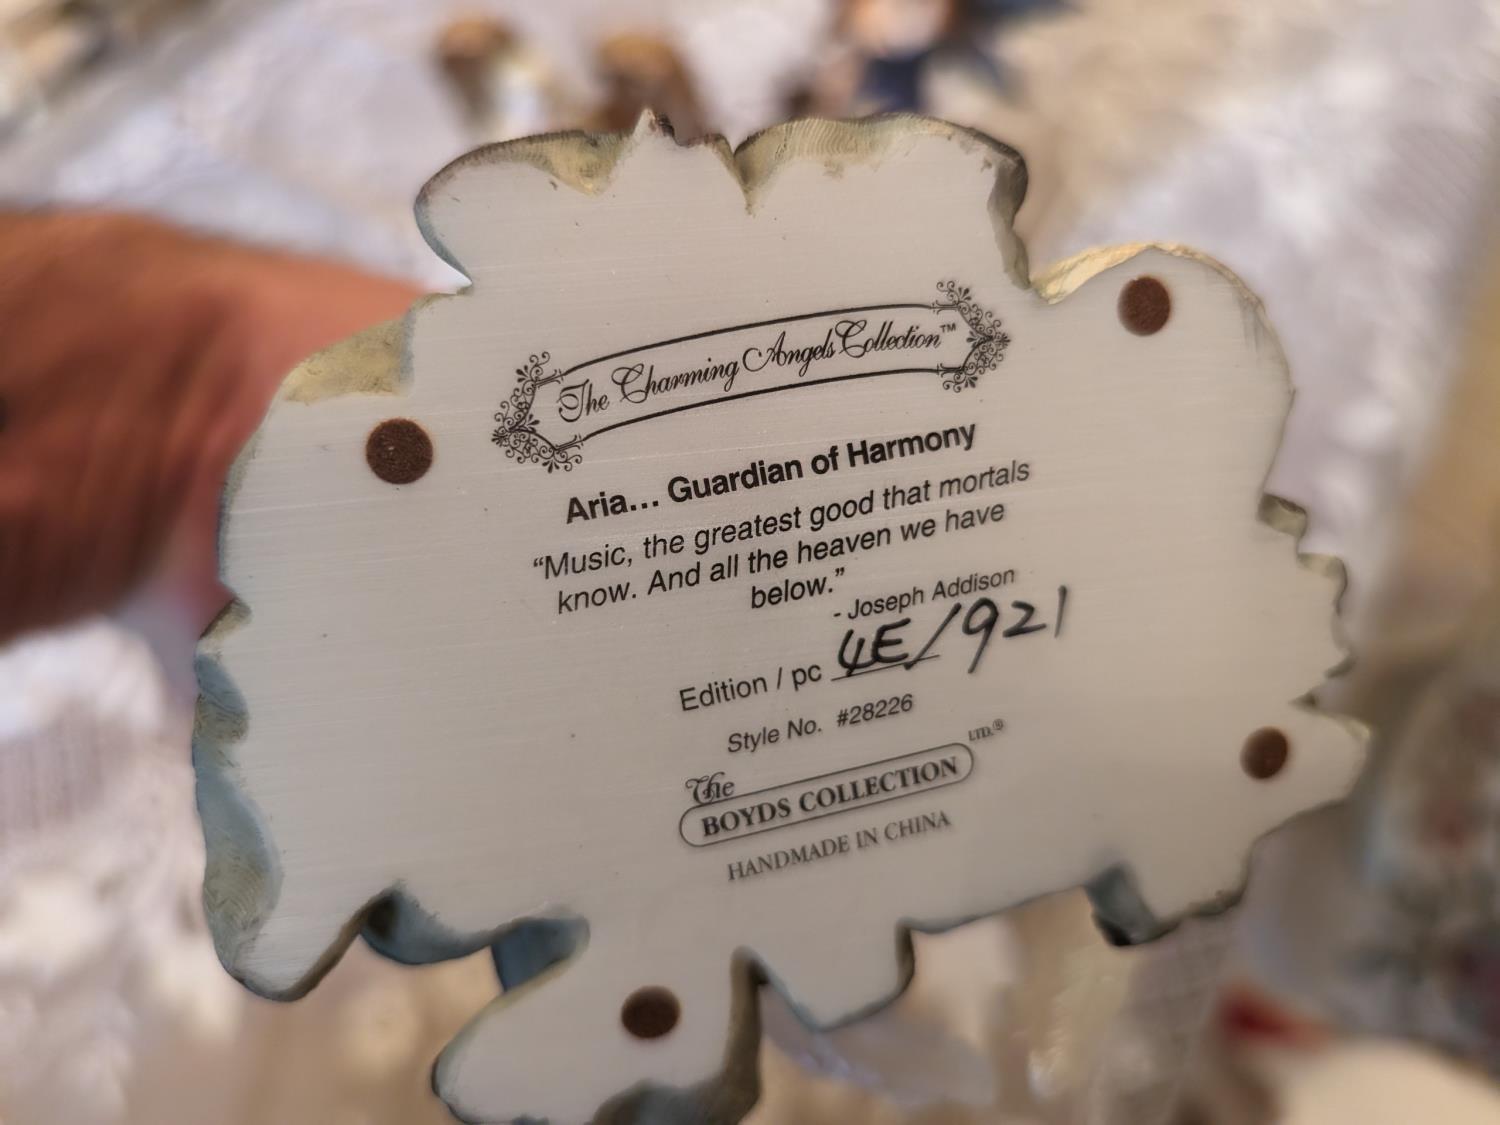 The Charming Angels Collection™
Aria... Guardian of Harmony
“Music, the greatest good that mortals
know. And all the heaven we have
below.”
- Joseph Addison
Edition / pc 4E/921
Style No. #28226
The
BOYDS COLLECTION LTD.®
HANDMADE IN CHINA